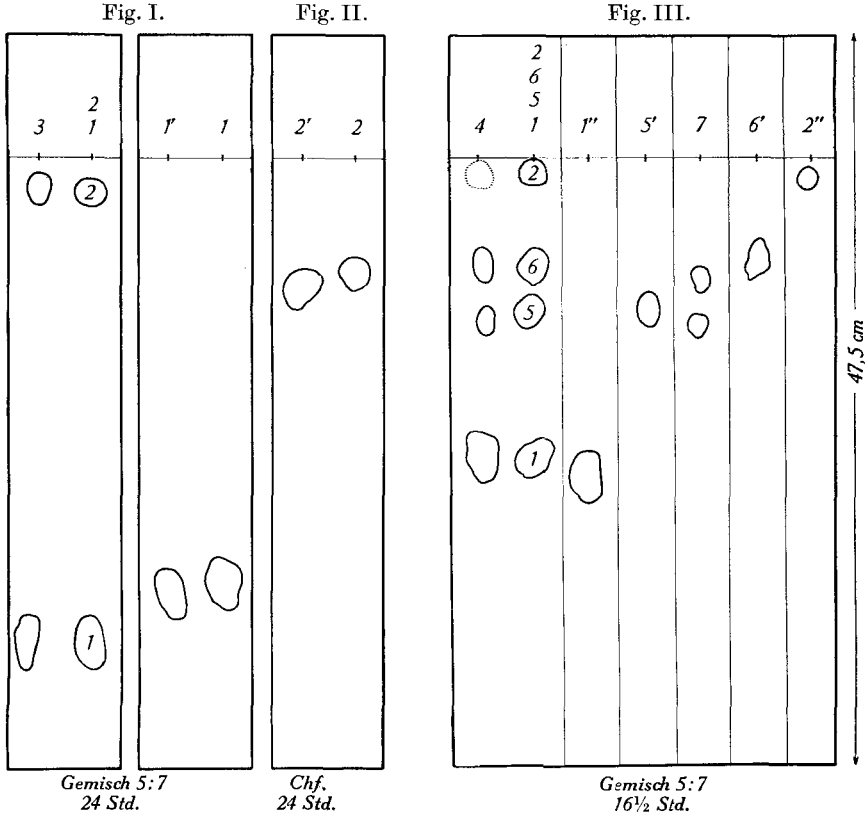 Fig. I.
Fig. II.
Fig. III.
3
2
1
1'
1
2'
2
4
2
6
5
1
1"
5'
7
6'
2"
2
1
2
6
5
1
47,5 cm
Gemisch 5:7
24 Std.
Chf.
24 Std.
Gemisch 5:7
16½ Std.